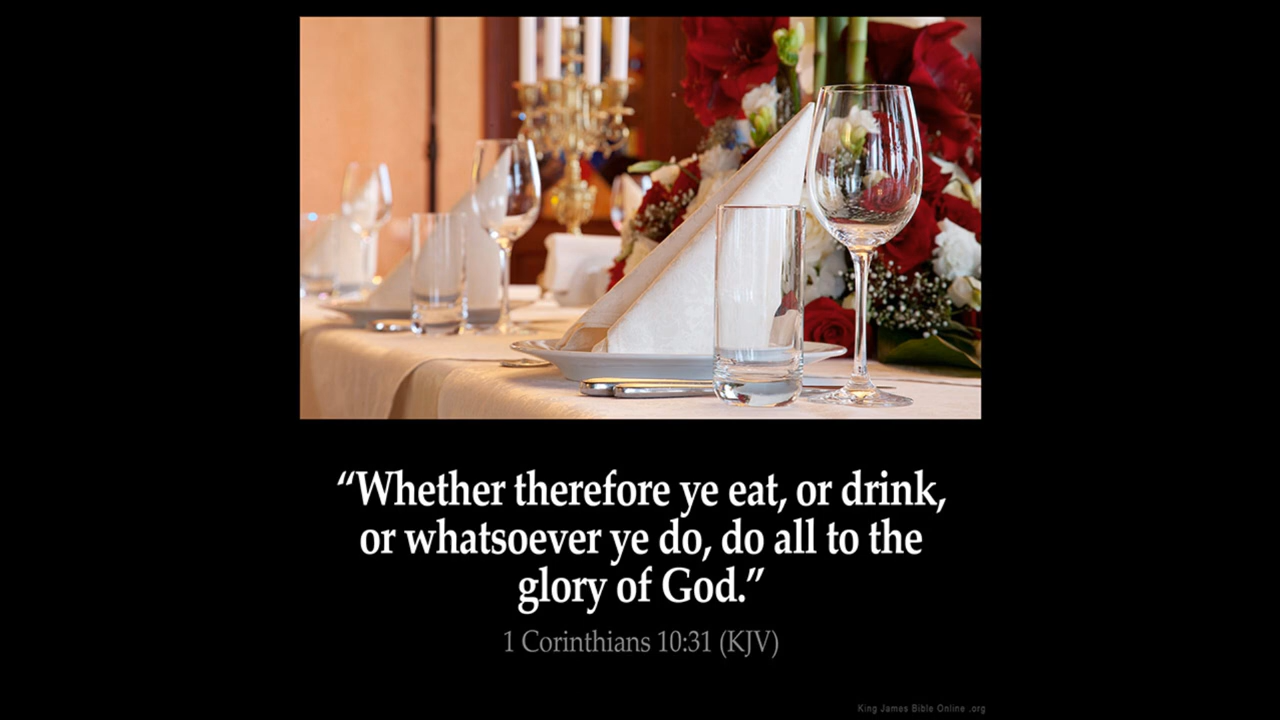 “Whether therefore ye eat, or drink,
or whatsoever ye do, do all to the
glory of God.”
1 Corinthians 10:31 (KJV)
King James Bible Online .org